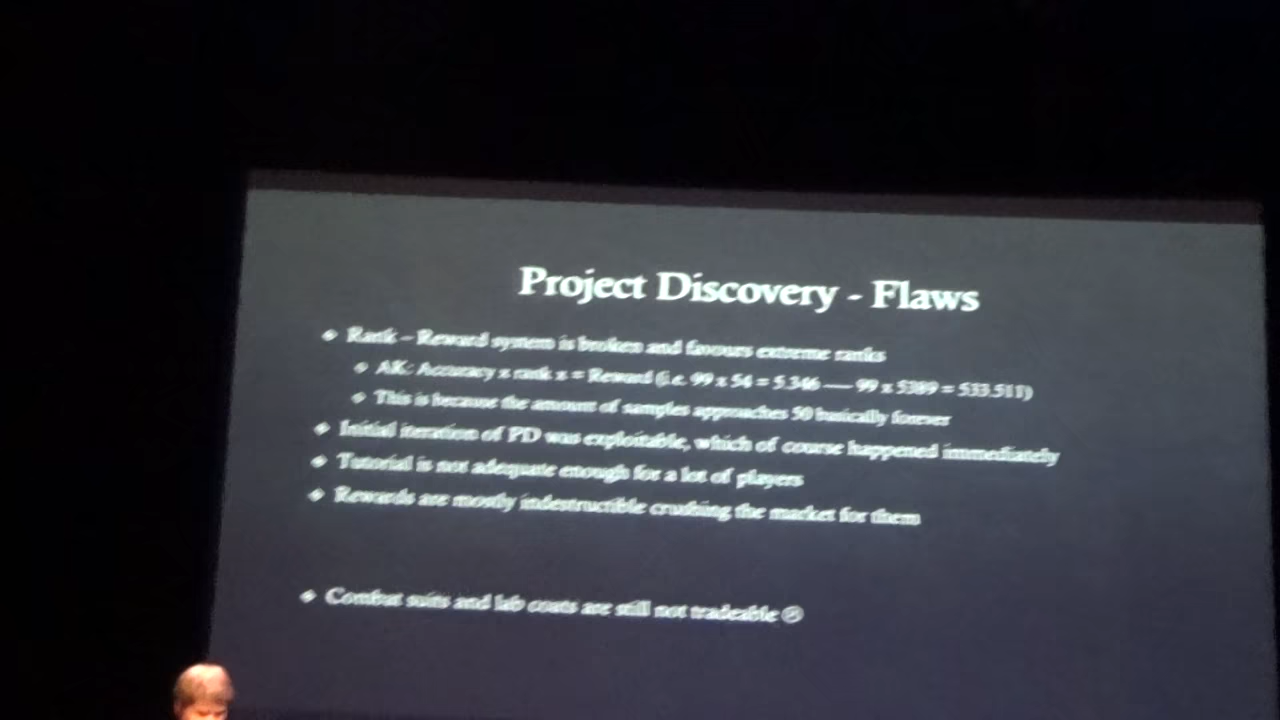 Project Discovery - Flaws
Rank – Reward system is broken and favours extreme ranks
AK: Accuracy x rank x = Reward (i.e. 99 x 54 = 5.346 — 99 x 5389 = 533.511)
This is because the amount of samples approaches 50 basically forever
Initial iteration of PD was exploitable, which of course happened immediately
Tutorial is not adequate enough for a lot of players
Rewards are mostly indestructible crushing the market for them
Combat suits and lab coats are still not tradeable ☹